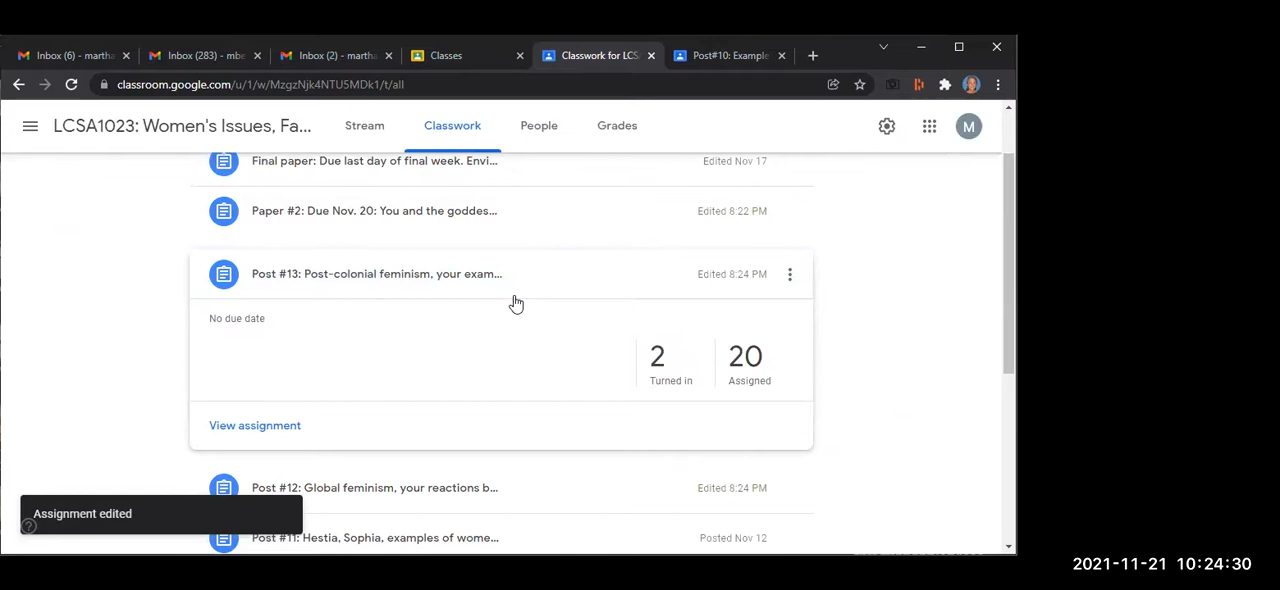 Inbox (6) - martha
Inbox (283) - mbe
Inbox (2) - martha
Classes
Classwork for LCS
Post#10: Example
classroom.google.com/u/1/w/MzgzNjk4NTU5MDk1/t/all
LCSA1023: Women's Issues, Fa...
Stream
Classwork
People
Grades
M
Final paper: Due last day of final week. Envi...
Edited Nov 17
Paper #2: Due Nov. 20: You and the goddes...
Edited 8:22 PM
Post #13: Post-colonial feminism, your exam...
Edited 8:24 PM
No due date
2
20
Turned in
Assigned
View assignment
Post #12: Global feminism, your reactions b...
Edited 8:24 PM
Assignment edited
Post #11: Hestia, Sophia, examples of wome...
Posted Nov 12
2021-11-21 10:24:30